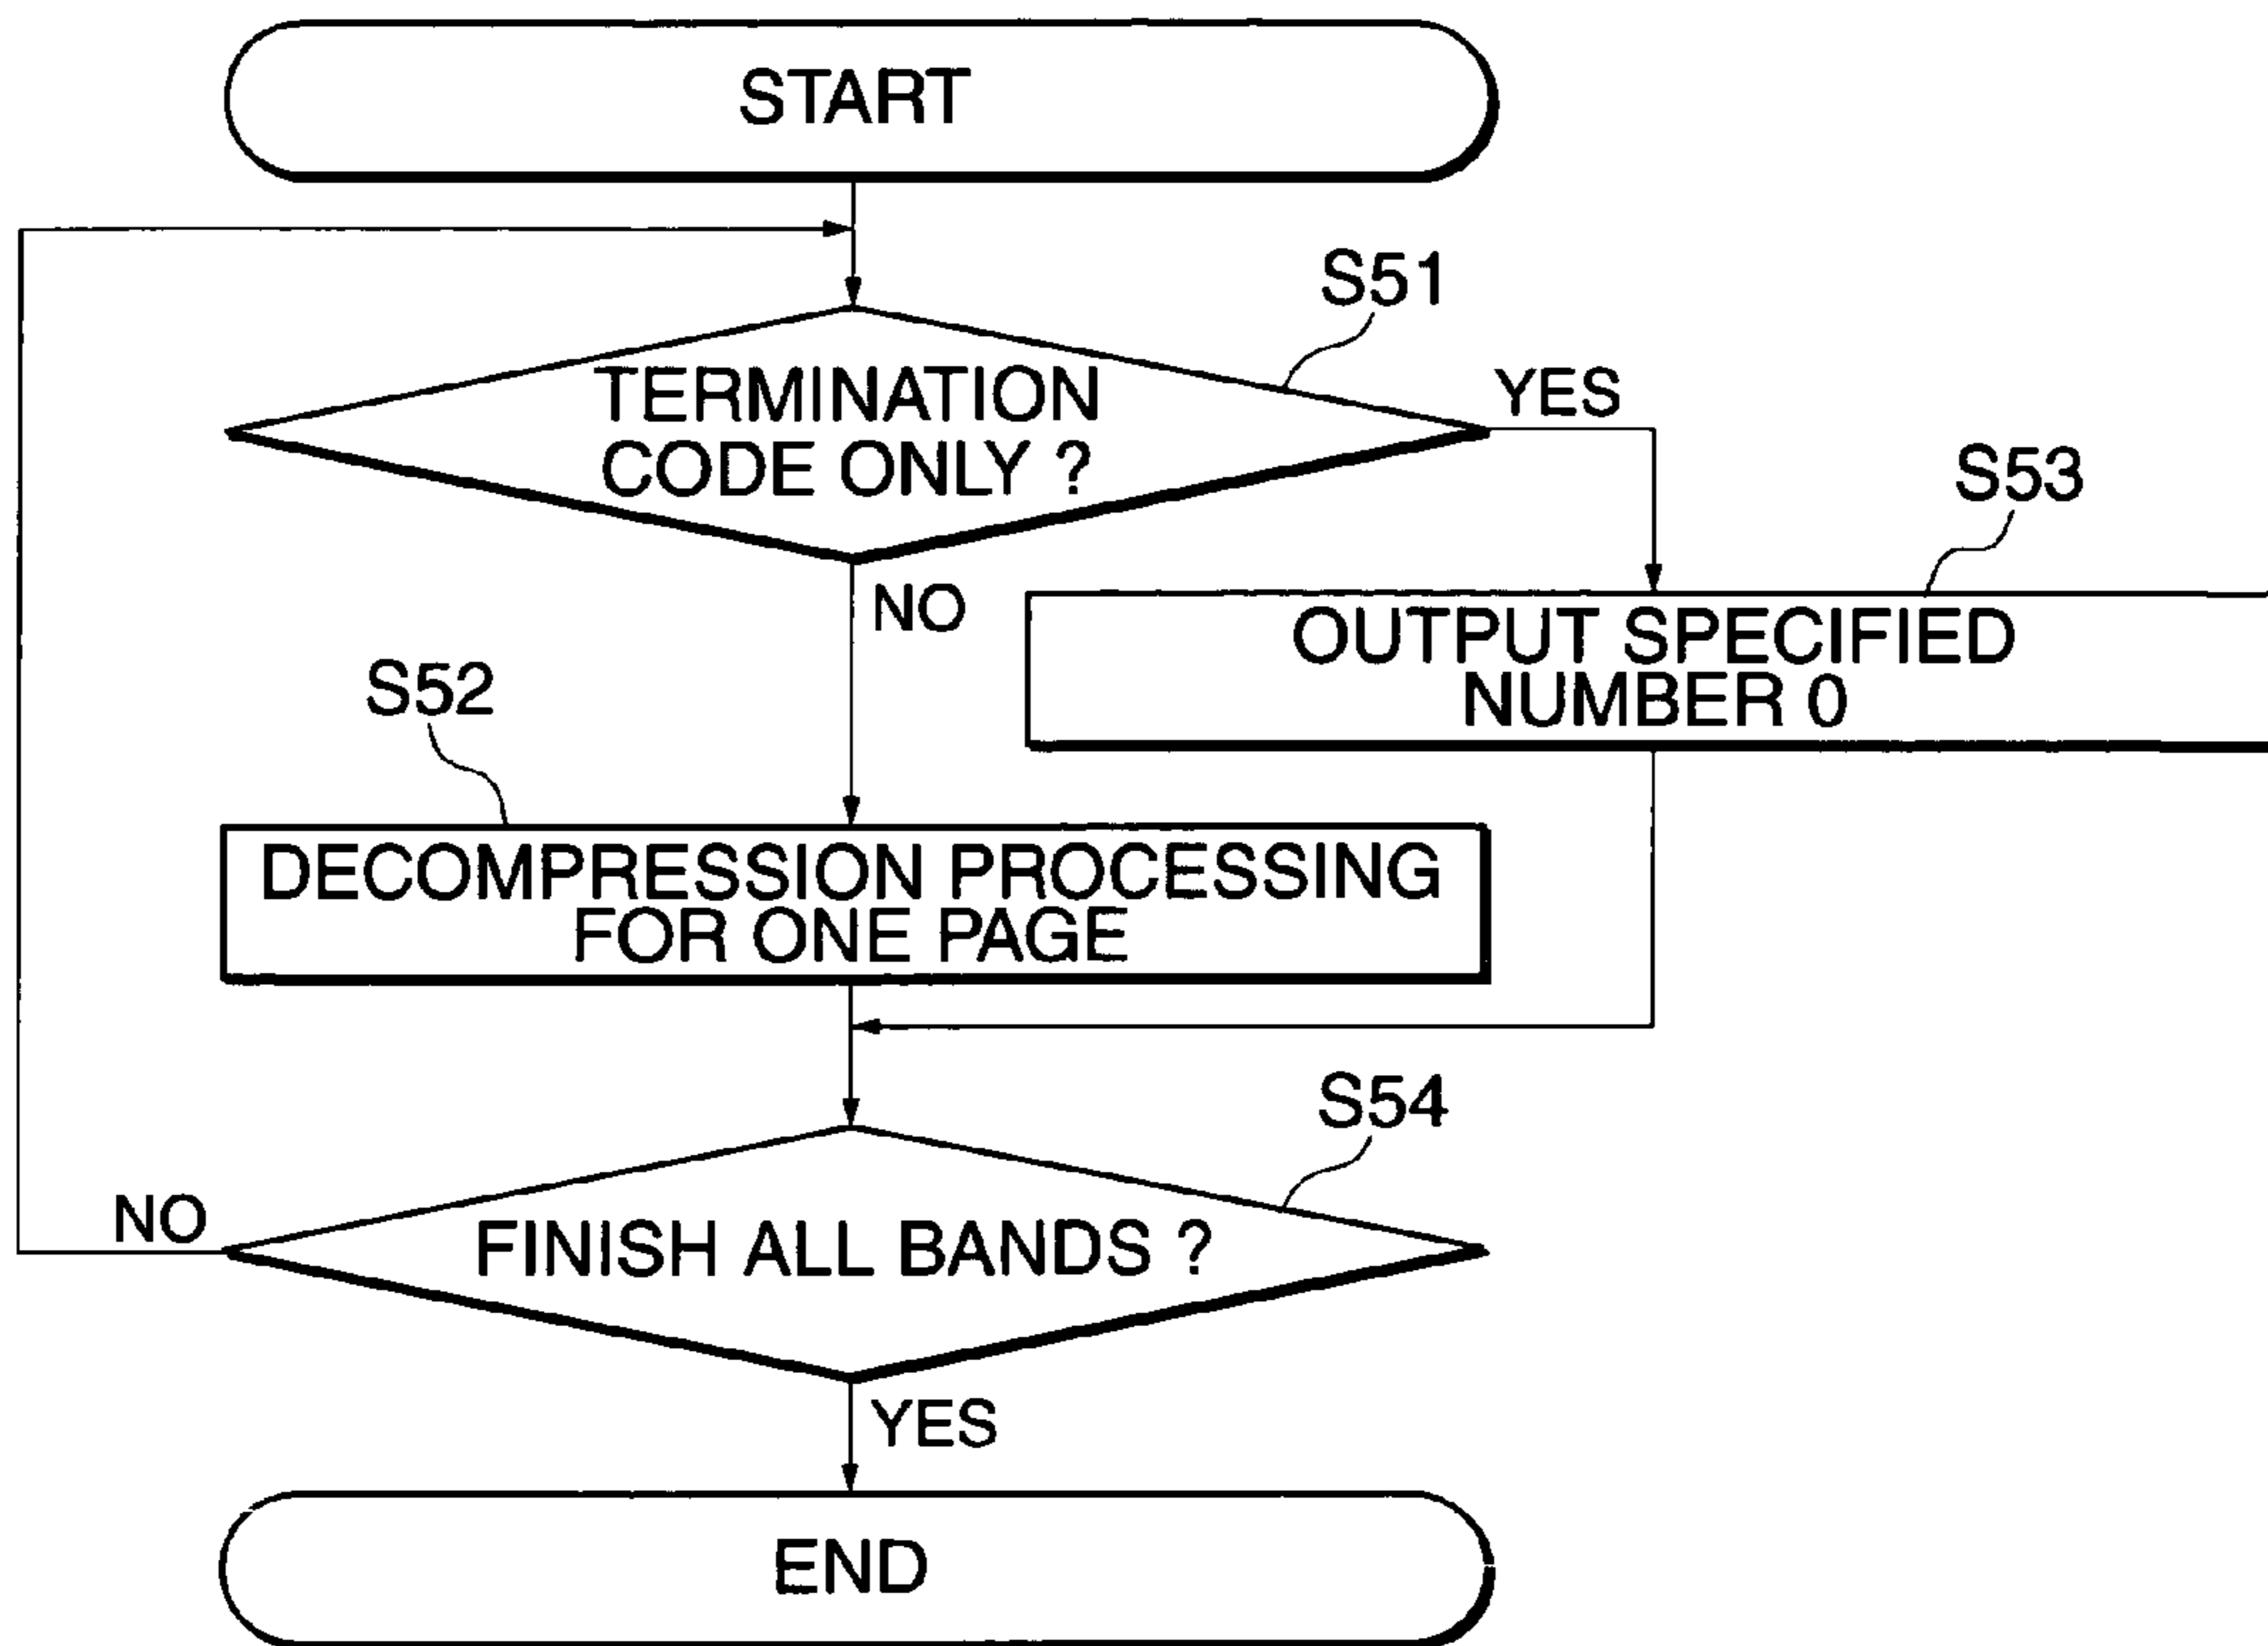 START
S51
TERMINATION
CODE ONLY ?
YES
S53
NO
OUTPUT SPECIFIED
NUMBER 0
S52
DECOMPRESSION PROCESSING
FOR ONE PAGE
S54
NO
FINISH ALL BANDS ?
YES
END